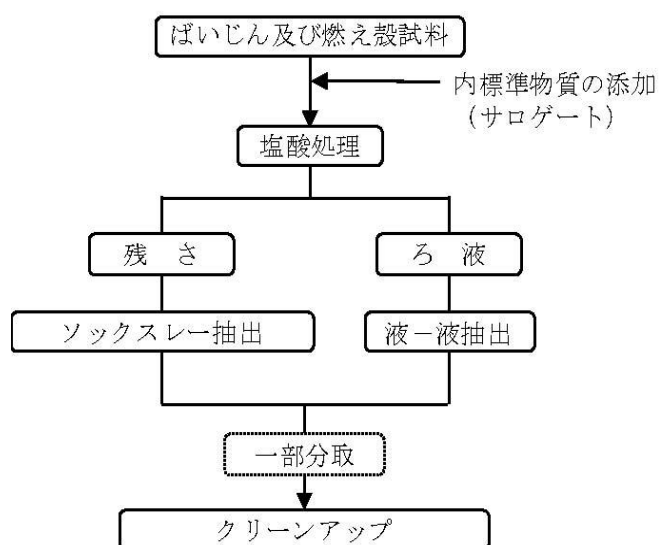 ばいじん及び燃え殻試料
内標準物質の添加
（サロゲート）
塩酸処理
残　さ
ろ　液
ソックスレー抽出
液－液抽出
一部分取
クリーンアップ